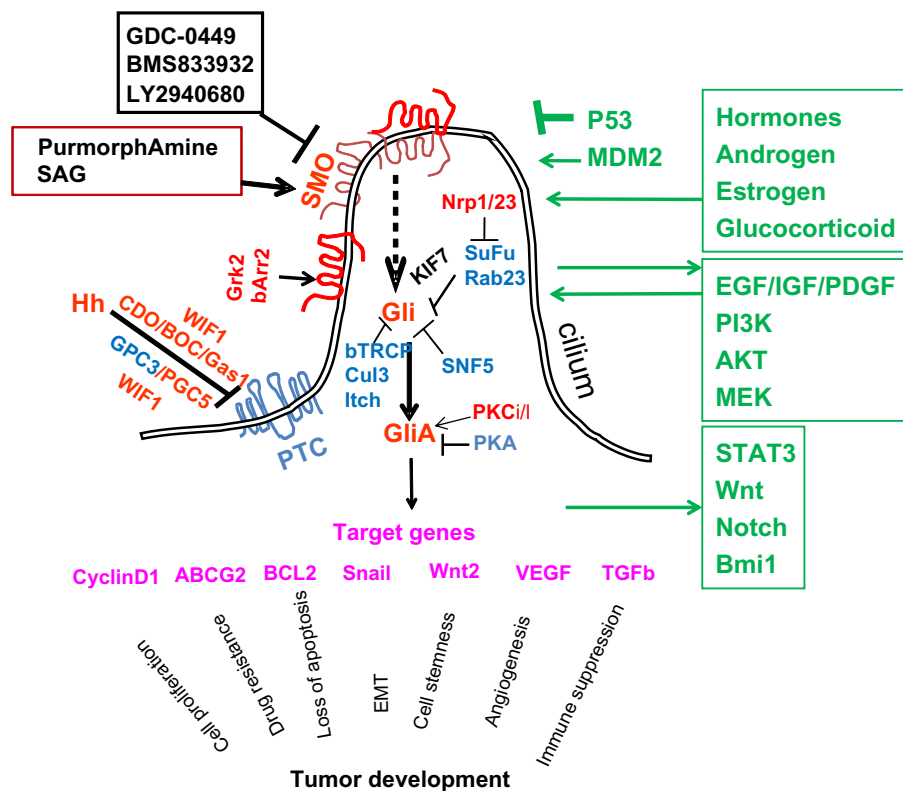 GDC-0449
BMS833932
LY2940680
PurmorphAmine
SAG
SMO
Grk2
bArr2
Hh
WIF1
CDO/BOC/Gas1
GPC3/PGC5
WIF1
PTC
KIF7
Nrp1/23
SuFu
Rab23
Gli
bTRCP
Cul3
Itch
SNF5
GliA
PKCi/l
PKA
cilium
P53
MDM2
Hormones
Androgen
Estrogen
Glucocorticoid
EGF/IGF/PDGF
PI3K
AKT
MEK
STAT3
Wnt
Notch
Bmi1
Target genes
CyclinD1 ABCG2 BCL2 Snail Wnt2 VEGF TGFb
Cell proliferation
Drug resistance
Loss of apoptosis
EMT
Cell stemness
Angiogenesis
Immune suppression
Tumor development